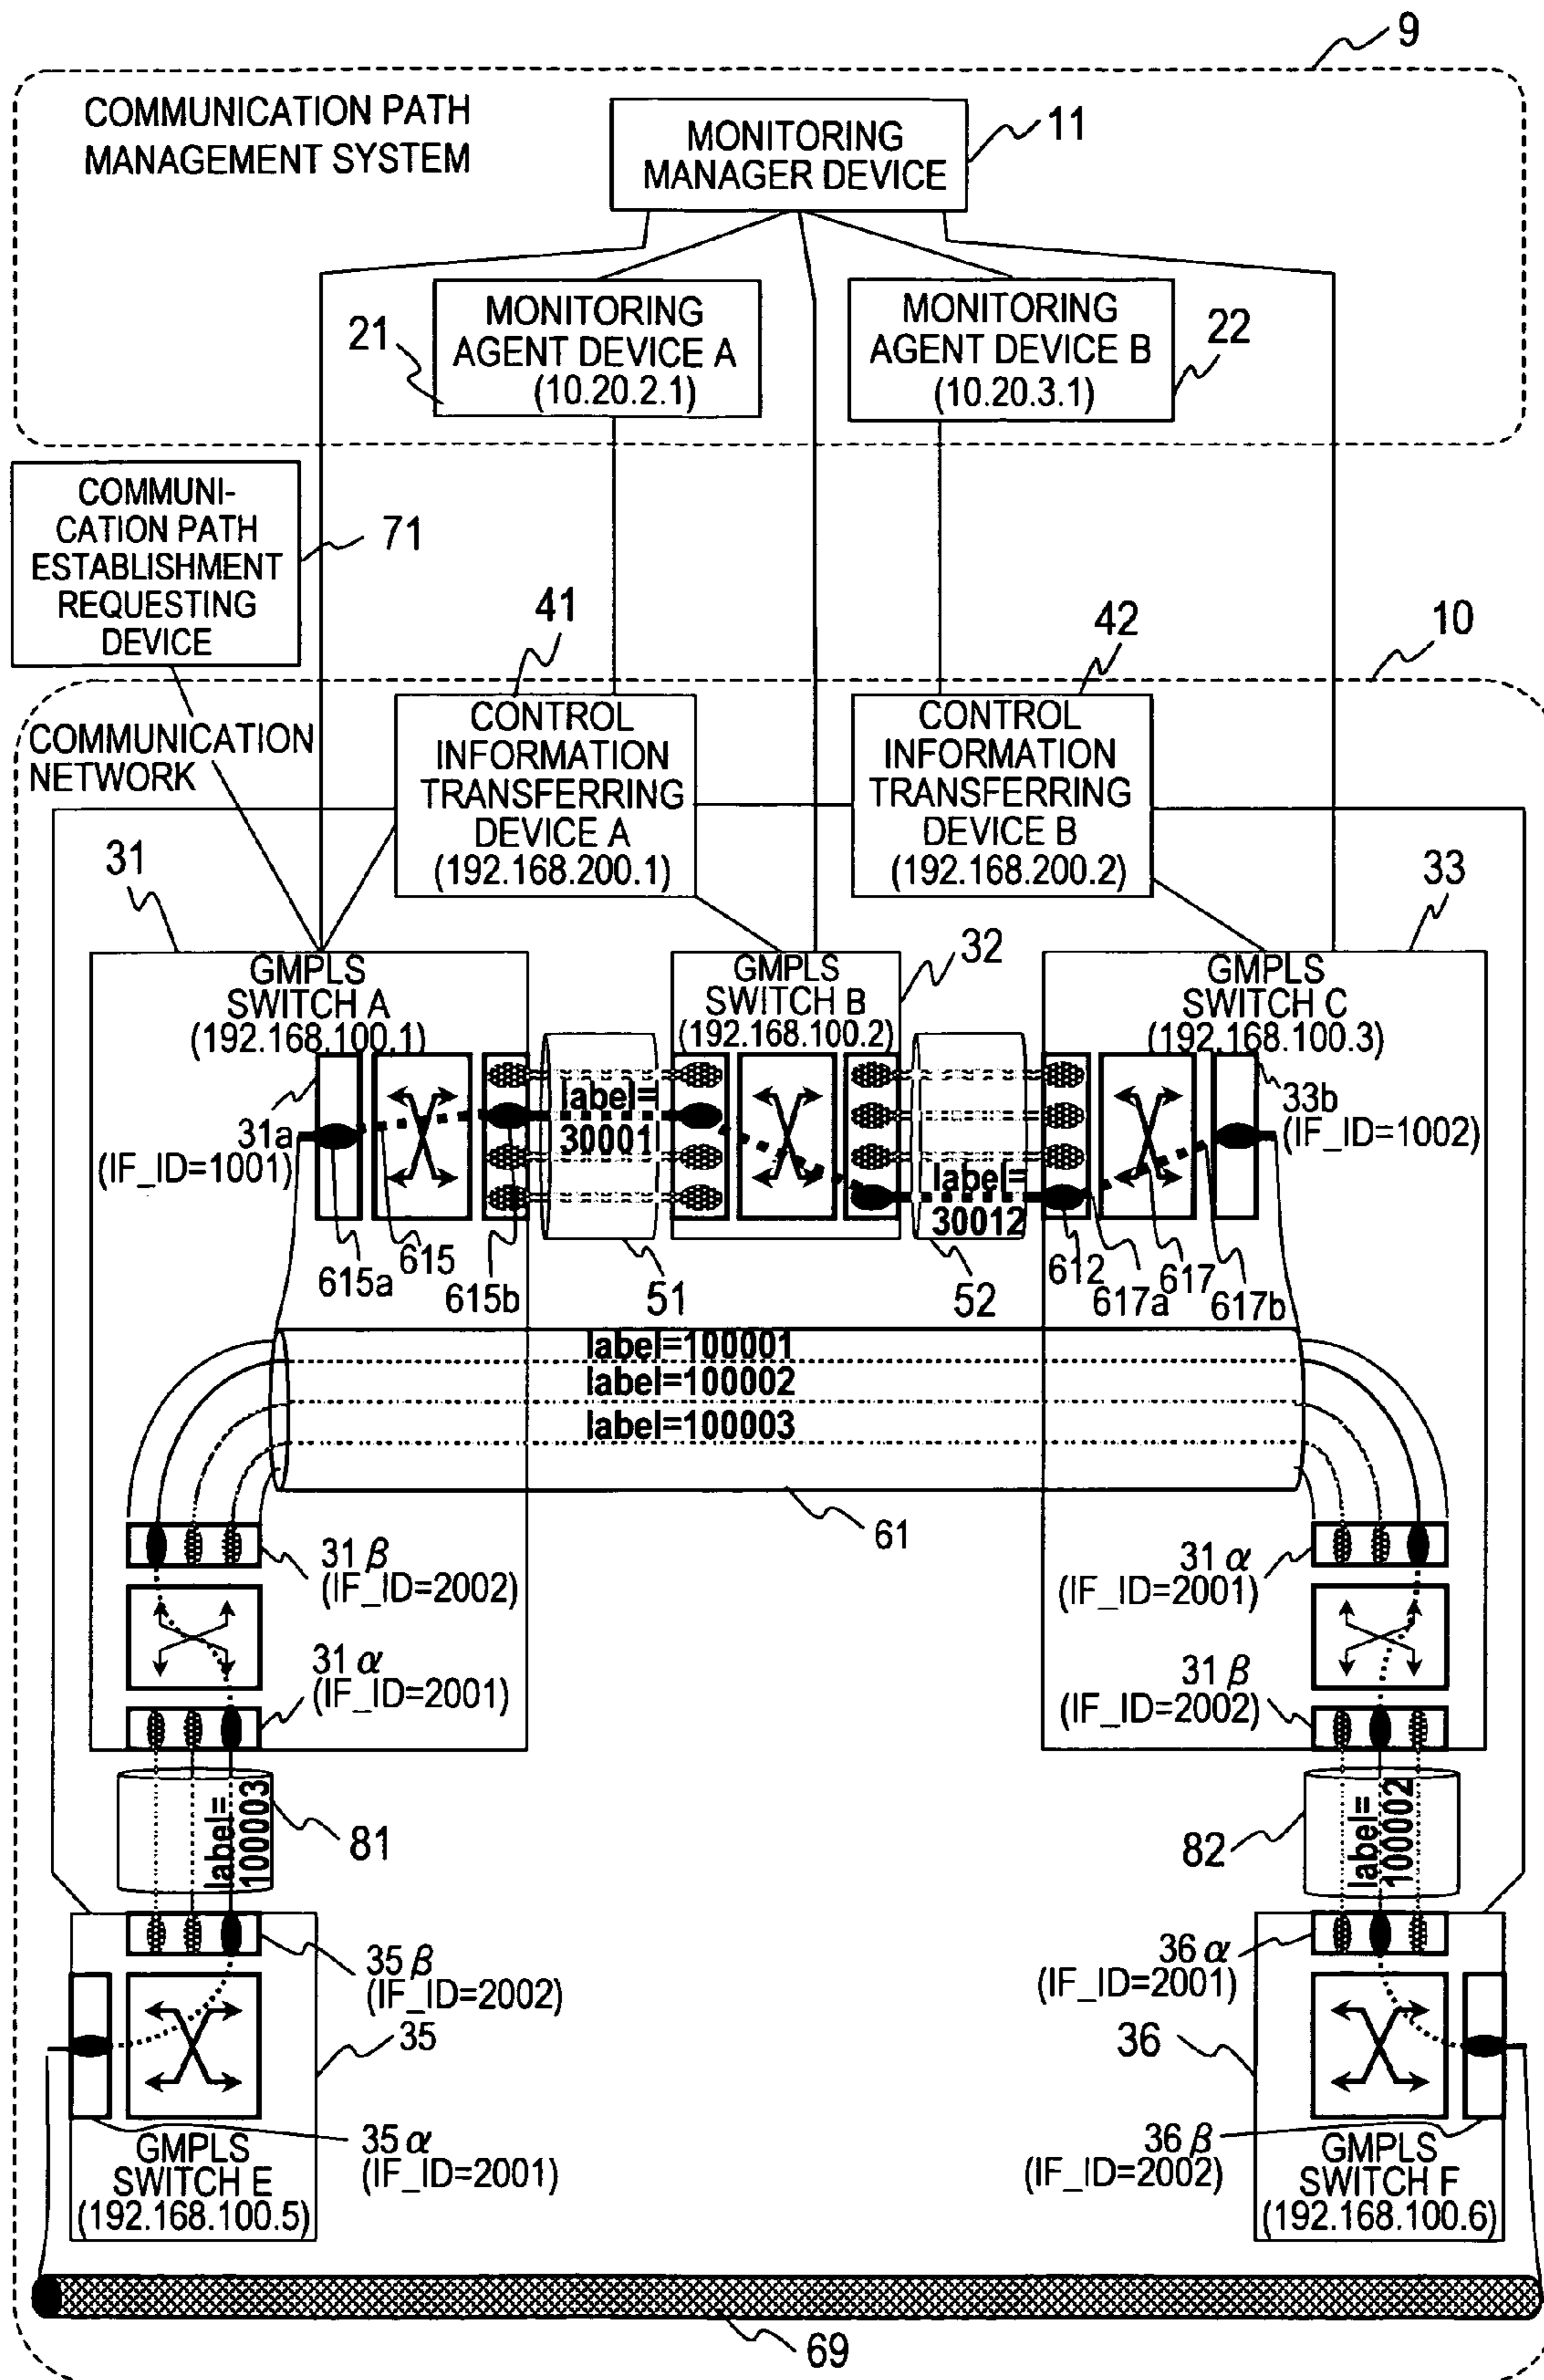 9
COMMUNICATION PATH
MANAGEMENT SYSTEM
MONITORING
MANAGER DEVICE
11
21
MONITORING
AGENT DEVICE A
(10.20.2.1)
MONITORING
AGENT DEVICE B
(10.20.3.1)
22
COMMUNI-
CATION PATH
ESTABLISHMENT
REQUESTING
DEVICE
71
41
42
10
COMMUNICATION
NETWORK
CONTROL
INFORMATION
TRANSFERRING
DEVICE A
(192.168.200.1)
CONTROL
INFORMATION
TRANSFERRING
DEVICE B
(192.168.200.2)
31
32
33
GMPLS
SWITCH A
(192.168.100.1)
GMPLS
SWITCH B
(192.168.100.2)
GMPLS
SWITCH C
(192.168.100.3)
31a
(IF_ID=1001)
label=
30001
label=
30012
33b
(IF_ID=1002)
615a
615
615b
51
52
612
617a
617
617b
label=100001
label=100002
label=100003
61
31β
(IF_ID=2002)
31α
(IF_ID=2001)
31α
(IF_ID=2001)
31β
(IF_ID=2002)
label=
100003
81
82
label=
100002
35β
(IF_ID=2002)
35
36α
(IF_ID=2001)
36
35α
(IF_ID=2001)
36β
(IF_ID=2002)
GMPLS
SWITCH E
(192.168.100.5)
GMPLS
SWITCH F
(192.168.100.6)
69